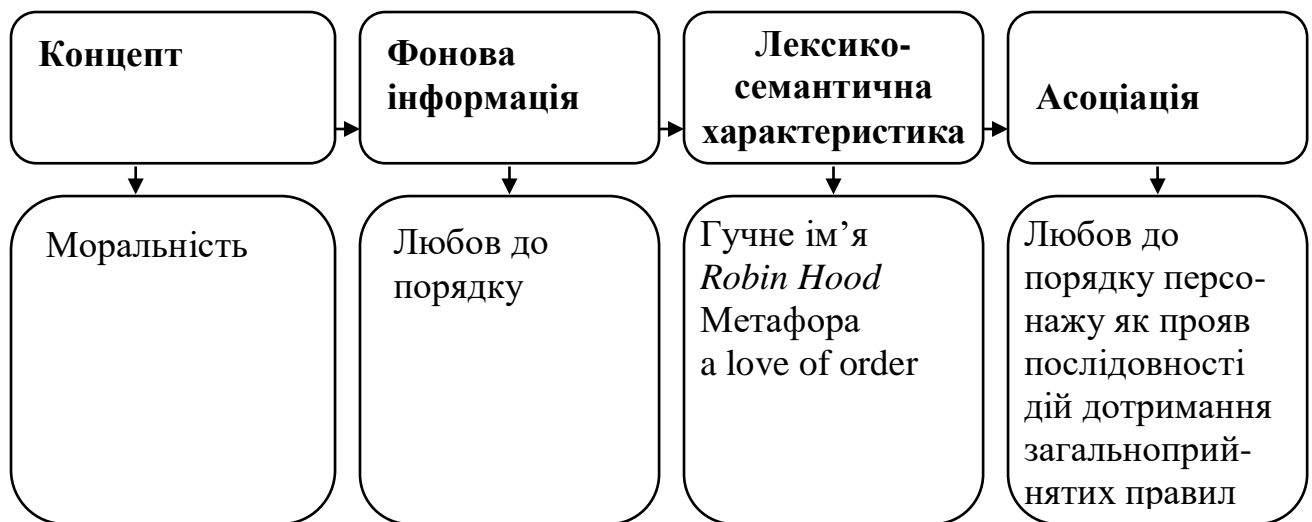 Концепт
Фонова
інформація
Лексико-
семантична
характеристика
Асоціація
Моральність
Любов до
порядку
Гучне ім’я
Robin Hood
Метафора
a love of order
Любов до
порядку персо-
нажу як прояв
послідовності
дій дотримання
загальноприй-
нятих правил